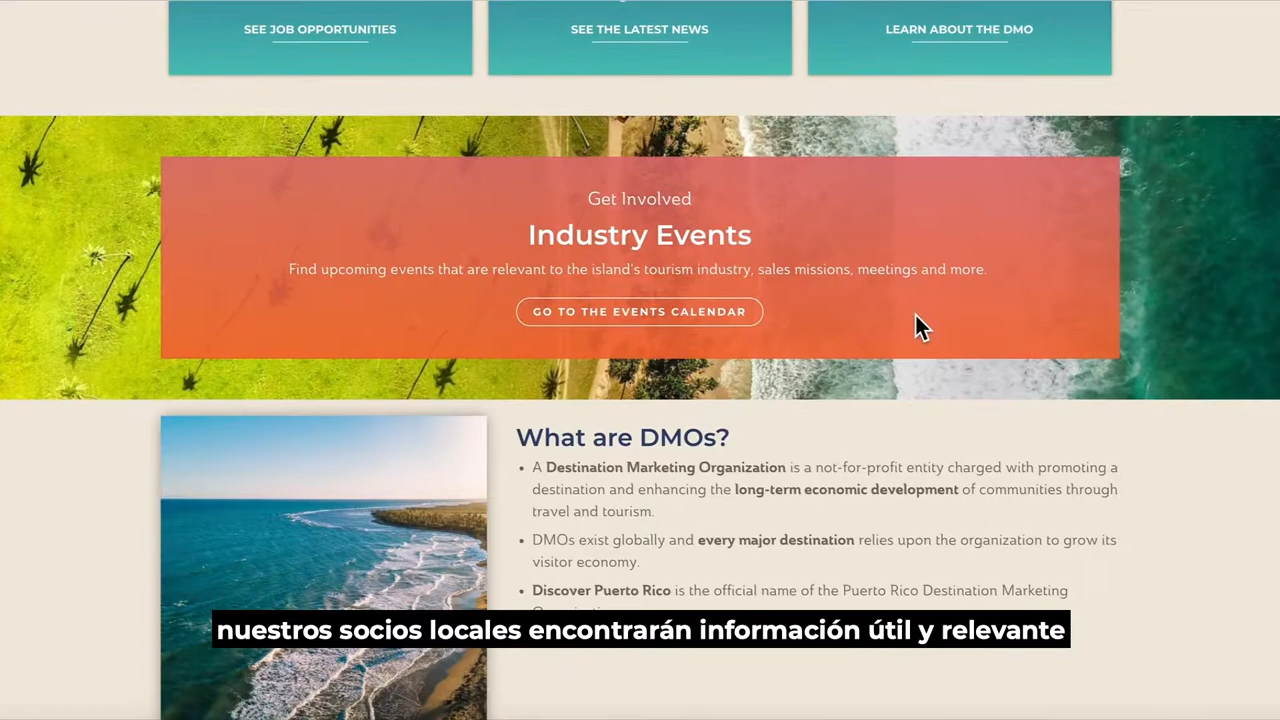 SEE JOB OPPORTUNITIES
SEE THE LATEST NEWS
LEARN ABOUT THE DMO
Get Involved
Industry Events
Find upcoming events that are relevant to the island's tourism industry, sales missions, meetings and more.
GO TO THE EVENTS CALENDAR
What are DMOs?
• A Destination Marketing Organization is a not-for-profit entity charged with promoting a
destination and enhancing the long-term economic development of communities through
travel and tourism.
• DMOs exist globally and every major destination relies upon the organization to grow its
visitor economy.
• Discover Puerto Rico is the official name of the Puerto Rico Destination Marketing
nuestros socios locales encontrarán información útil y relevante